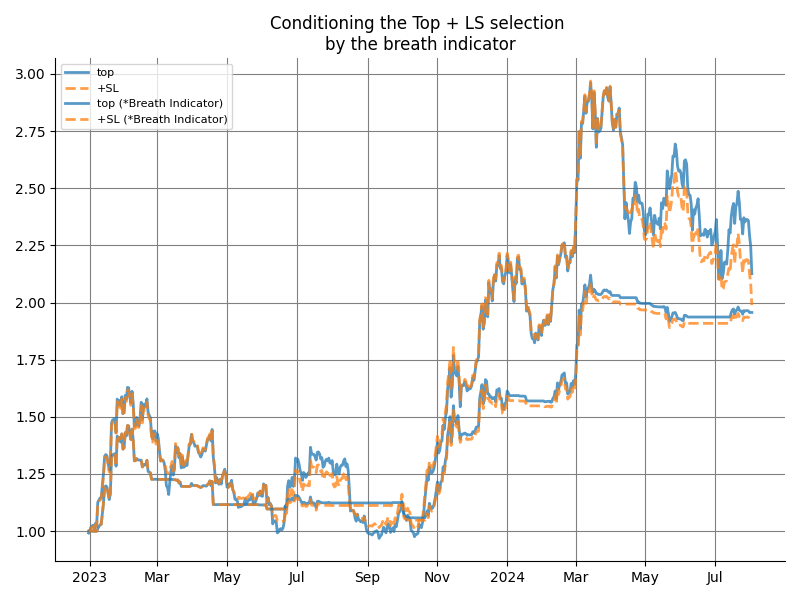 Conditioning the Top + LS selection
by the breath indicator
top
+SL
top (*Breath Indicator)
+SL (*Breath Indicator)
3.00
2.75
2.50
2.25
2.00
1.75
1.50
1.25
1.00
2023
Mar
May
Jul
Sep
Nov
2024
Mar
May
Jul